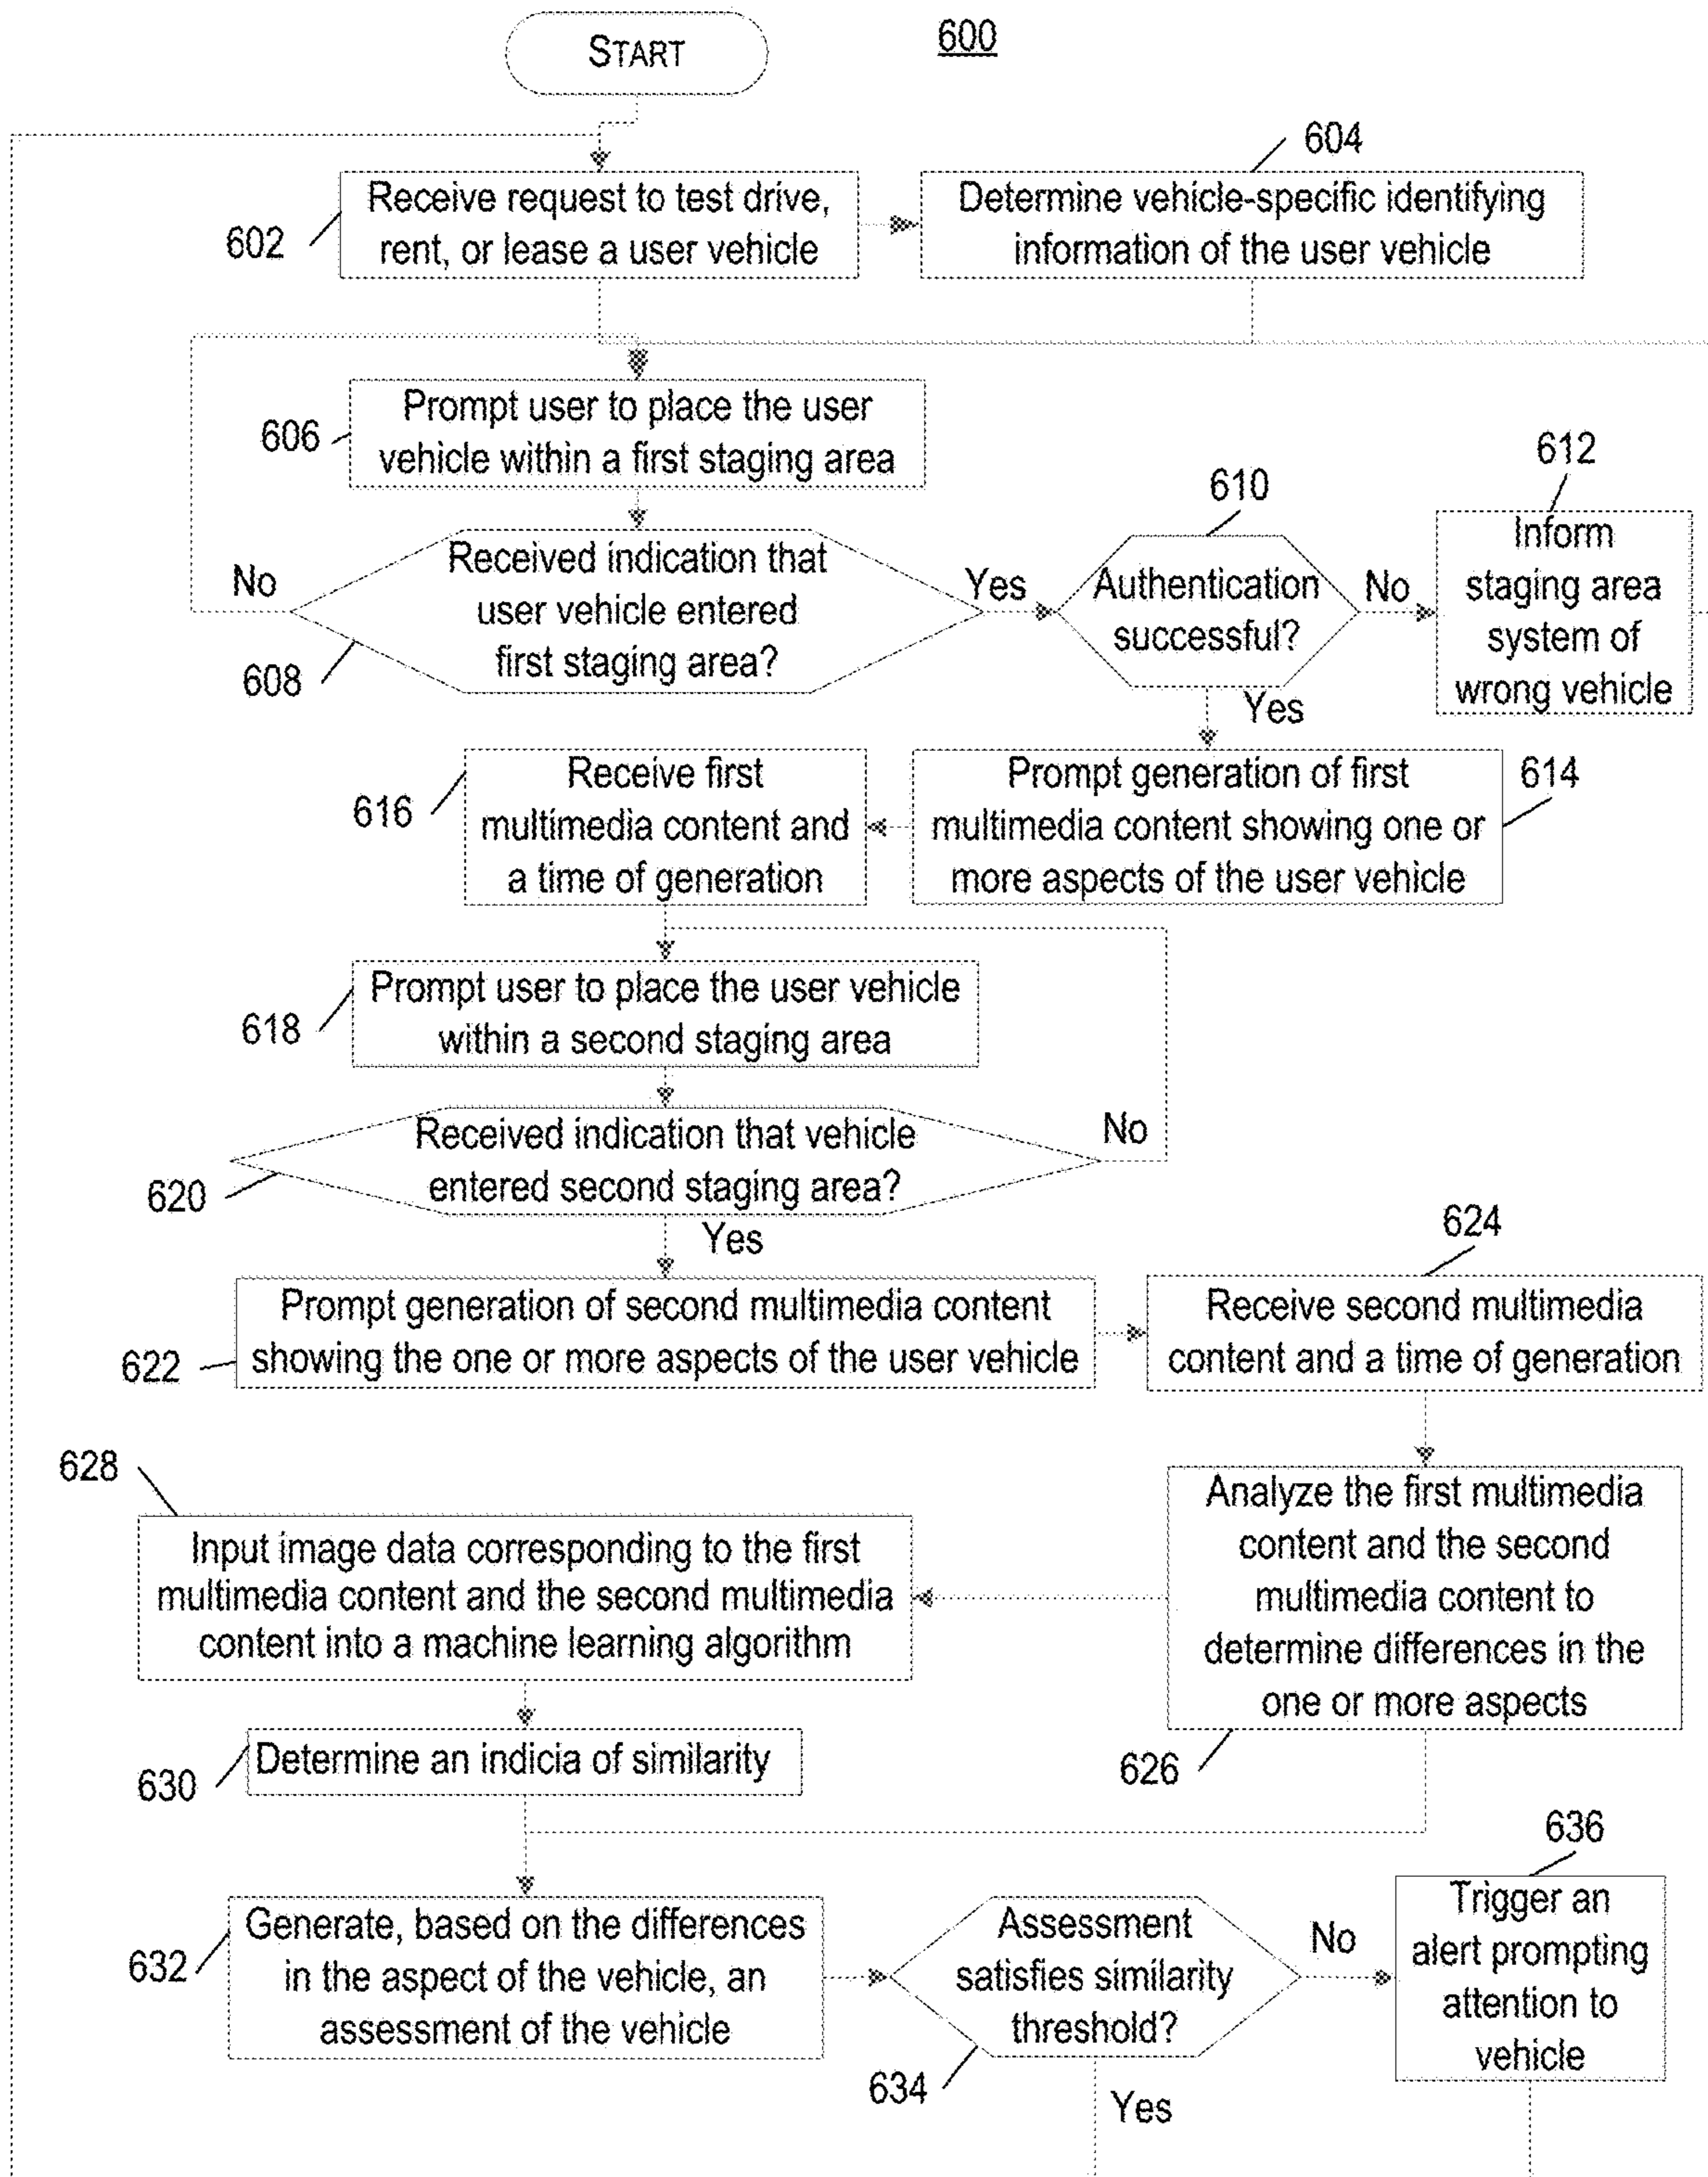 START
600
604
Receive request to test drive,
rent, or lease a user vehicle
602
Determine vehicle-specific identifying
information of the user vehicle
Prompt user to place the user
vehicle within a first staging area
606
612
610
Received indication that
user vehicle entered
first staging area?
No
Yes
608
Authentication
successful?
No
Yes
Inform
staging area
system of
wrong vehicle
Receive first
multimedia content and
a time of generation
616
Prompt generation of first
multimedia content showing one or
more aspects of the user vehicle
614
Prompt user to place the user vehicle
within a second staging area
618
Received indication that vehicle
entered second staging area?
No
620
Yes
624
Prompt generation of second multimedia content
showing the one or more aspects of the user vehicle
622
Receive second multimedia
content and a time of generation
628
Input image data corresponding to the first
multimedia content and the second multimedia
content into a machine learning algorithm
Analyze the first multimedia
content and the second
multimedia content to
determine differences in the
one or more aspects
626
Determine an indicia of similarity
630
636
Generate, based on the differences
in the aspect of the vehicle, an
assessment of the vehicle
632
Assessment
satisfies similarity
threshold?
No
634
Yes
Trigger an
alert prompting
attention to
vehicle